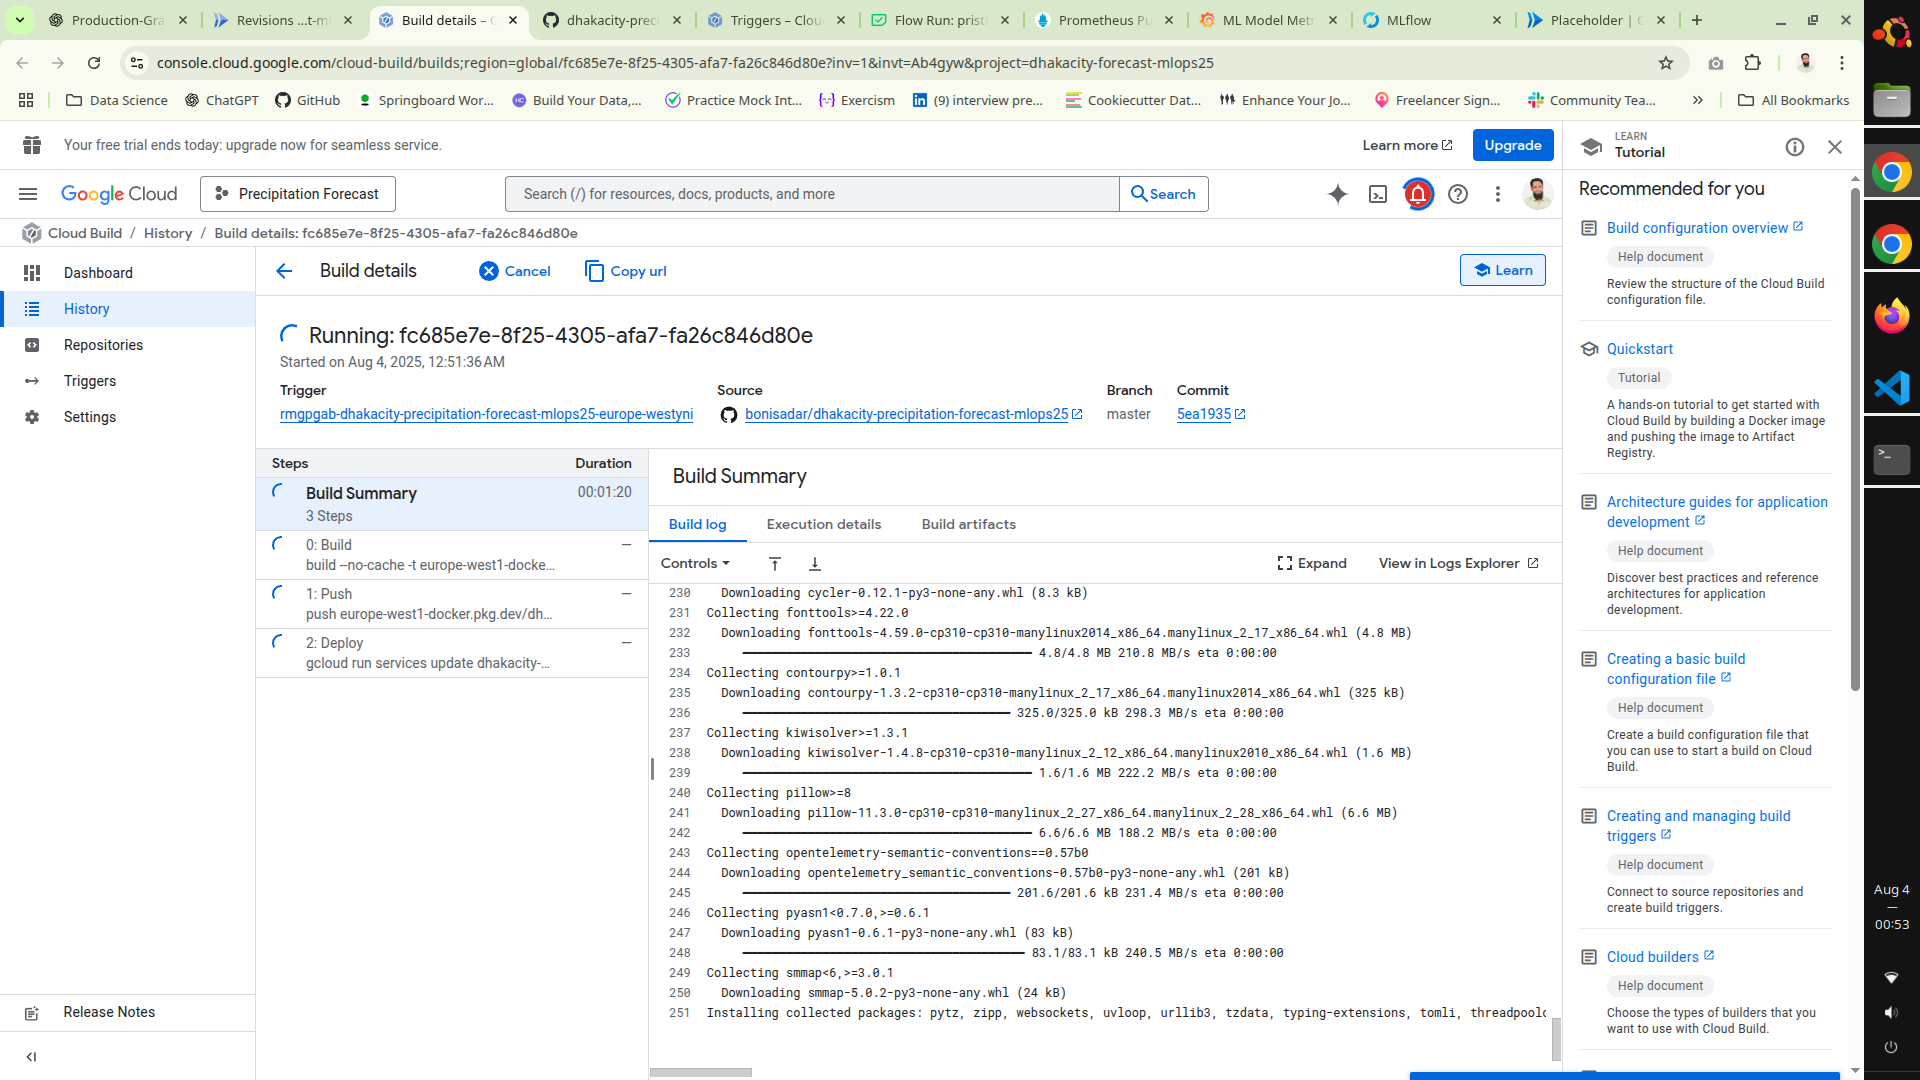 Production-Gra
Revisions ...t-ml
Build details – C
dhakacity-preci
Triggers – Clou
Flow Run: prist
Prometheus Pu
ML Model Met
MLflow
Placeholder | C
console.cloud.google.com/cloud-build/builds;region=global/fc685e7e-8f25-4305-afa7-fa26c846d80e?inv=1&invt=Ab4gyw&project=dhakacity-forecast-mlops25
Data Science
ChatGPT
GitHub
Springboard Wor...
Build Your Data,...
Practice Mock Int...
Exercism
(9) interview pre...
Cookiecutter Dat...
Enhance Your Jo...
Freelancer Sign...
Community Tea...
All Bookmarks
Your free trial ends today: upgrade now for seamless service.
Learn more
Upgrade
Google Cloud
Precipitation Forecast
Search (/) for resources, docs, products, and more
Search
Cloud Build / History / Build details: fc685e7e-8f25-4305-afa7-fa26c846d80e
Dashboard
History
Repositories
Triggers
Settings
Release Notes
Build details
Cancel
Copy url
Learn
Running: fc685e7e-8f25-4305-afa7-fa26c846d80e
Started on Aug 4, 2025, 12:51:36 AM
Trigger
rmgpgab-dhakacity-precipitation-forecast-mlops25-europe-westyni
Source
bonisadar/dhakacity-precipitation-forecast-mlops25
Branch
master
Commit
5ea1935
Steps
Duration
Build Summary
00:01:20
3 Steps
0: Build
—
build --no-cache -t europe-west1-docke...
1: Push
—
push europe-west1-docker.pkg.dev/dh...
2: Deploy
—
gcloud run services update dhakacity-...
Build Summary
Build log
Execution details
Build artifacts
Controls
Expand
View in Logs Explorer
230 Downloading cycler-0.12.1-py3-none-any.whl (8.3 kB)
231 Collecting fonttools>=4.22.0
232 Downloading fonttools-4.59.0-cp310-cp310-manylinux2014_x86_64.manylinux_2_17_x86_64.whl (4.8 MB)
233 ━━━━━━━━━━━━━━━━━━━━━━━━━━━━━━━━━━━━━━━━ 4.8/4.8 MB 210.8 MB/s eta 0:00:00
234 Collecting contourpy>=1.0.1
235 Downloading contourpy-1.3.2-cp310-cp310-manylinux_2_17_x86_64.manylinux2014_x86_64.whl (325 kB)
236 ━━━━━━━━━━━━━━━━━━━━━━━━━━━━━━━━━━━━━ 325.0/325.0 kB 298.3 MB/s eta 0:00:00
237 Collecting kiwisolver>=1.3.1
238 Downloading kiwisolver-1.4.8-cp310-cp310-manylinux_2_12_x86_64.manylinux2010_x86_64.whl (1.6 MB)
239 ━━━━━━━━━━━━━━━━━━━━━━━━━━━━━━━━━━━━━━━━ 1.6/1.6 MB 222.2 MB/s eta 0:00:00
240 Collecting pillow>=8
241 Downloading pillow-11.3.0-cp310-cp310-manylinux_2_27_x86_64.manylinux_2_28_x86_64.whl (6.6 MB)
242 ━━━━━━━━━━━━━━━━━━━━━━━━━━━━━━━━━━━━━━━━ 6.6/6.6 MB 188.2 MB/s eta 0:00:00
243 Collecting opentelemetry-semantic-conventions==0.57b0
244 Downloading opentelemetry_semantic_conventions-0.57b0-py3-none-any.whl (201 kB)
245 ━━━━━━━━━━━━━━━━━━━━━━━━━━━━━━━━━━━━━ 201.6/201.6 kB 231.4 MB/s eta 0:00:00
246 Collecting pyasn1<0.7.0,>=0.6.1
247 Downloading pyasn1-0.6.1-py3-none-any.whl (83 kB)
248 ━━━━━━━━━━━━━━━━━━━━━━━━━━━━━━━━━━━━━━━ 83.1/83.1 kB 240.5 MB/s eta 0:00:00
249 Collecting smmap<6,>=3.0.1
250 Downloading smmap-5.0.2-py3-none-any.whl (24 kB)
251 Installing collected packages: pytz, zipp, websockets, uvloop, urllib3, tzdata, typing-extensions, tomli, threadpoolc
LEARN
Tutorial
Recommended for you
Build configuration overview
Help document
Review the structure of the Cloud Build
configuration file.
Quickstart
Tutorial
A hands-on tutorial to get started with
Cloud Build by building a Docker image
and pushing the image to Artifact
Registry.
Architecture guides for application
development
Help document
Discover best practices and reference
architectures for application
development.
Creating a basic build
configuration file
Help document
Create a build configuration file that
you can use to start a build on Cloud
Build.
Creating and managing build
triggers
Help document
Connect to source repositories and
create build triggers.
Cloud builders
Help document
Choose the types of builders that you
want to use with Cloud Build.
Aug 4
—
00:53